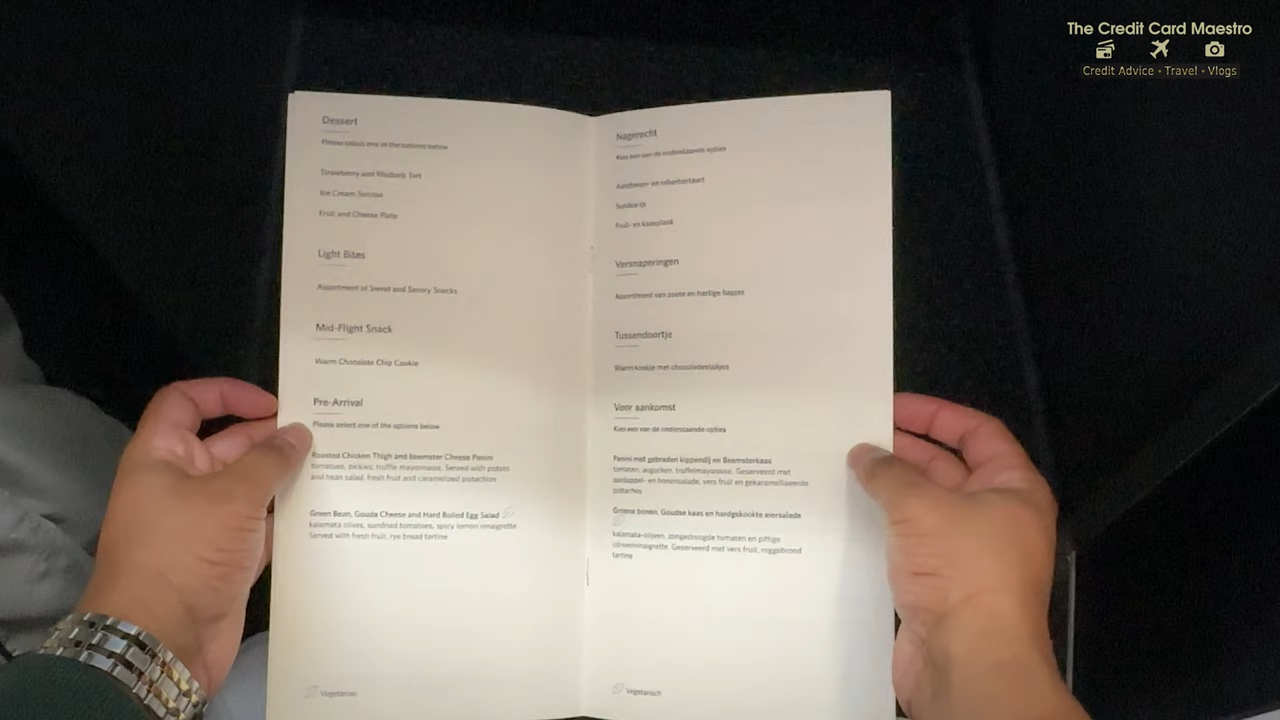 The Credit Card Maestro
Credit Advice • Travel • Vlogs
Dessert
Please select one of the options below
Strawberry and Rhubarb Tart
Ice Cream Sundae
Fruit and Cheese Plate
Light Bites
Assortment of Sweet and Savory Snacks
Mid-Flight Snack
Warm Chocolate Chip Cookie
Pre-Arrival
Please select one of the options below
Roasted Chicken Thigh and Beemster Cheese Panini
tomatoes, pickles, truffle mayonnaise. Served with potato
and bean salad, fresh fruit and caramelized pistachios
Green Bean, Gouda Cheese and Hard Boiled Egg Salad
kalamata olives, sundried tomatoes, spicy lemon vinaigrette
Served with fresh fruit, rye bread tartine
Vegetarian
Nagerecht
Kies een van de onderstaande opties
Aardbeien- en rabarbertaart
Sundae ijs
Fruit- en kaasplank
Versnaperingen
Assortiment van zoete en hartige hapjes
Tussendoortje
Warm koekje met chocoladestukjes
Voor aankomst
Kies een van de onderstaande opties
Panini met gebraden kippendij en Beemsterkaas
tomaten, augurken, truffelmayonaise. Geserveerd met
aardappel- en bonensalade, vers fruit en gekaramelliseerde
pistaches
Groene bonen, Goudse kaas en hardgekookte eiersalade
kalamata-olijven, zongedroogde tomaten en pittige
citroenvinaigrette. Geserveerd met vers fruit, roggebrood
tartine
Vegetarisch